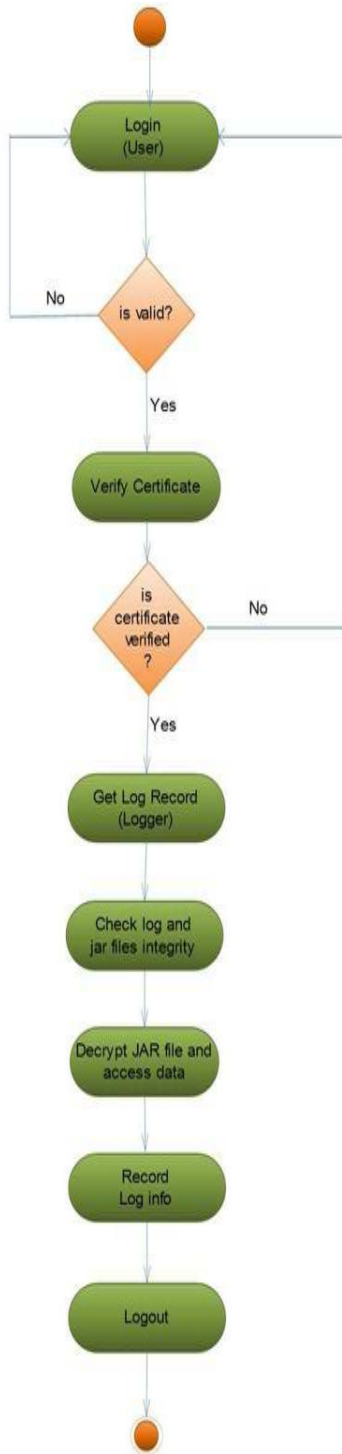 Login
(User)
is valid?
No
Yes
Verify Certificate
is
certificate
verified
?
No
Yes
Get Log Record
(Logger)
Check log and
jar files integrity
Decrypt JAR file and
access data
Record
Log info
Logout